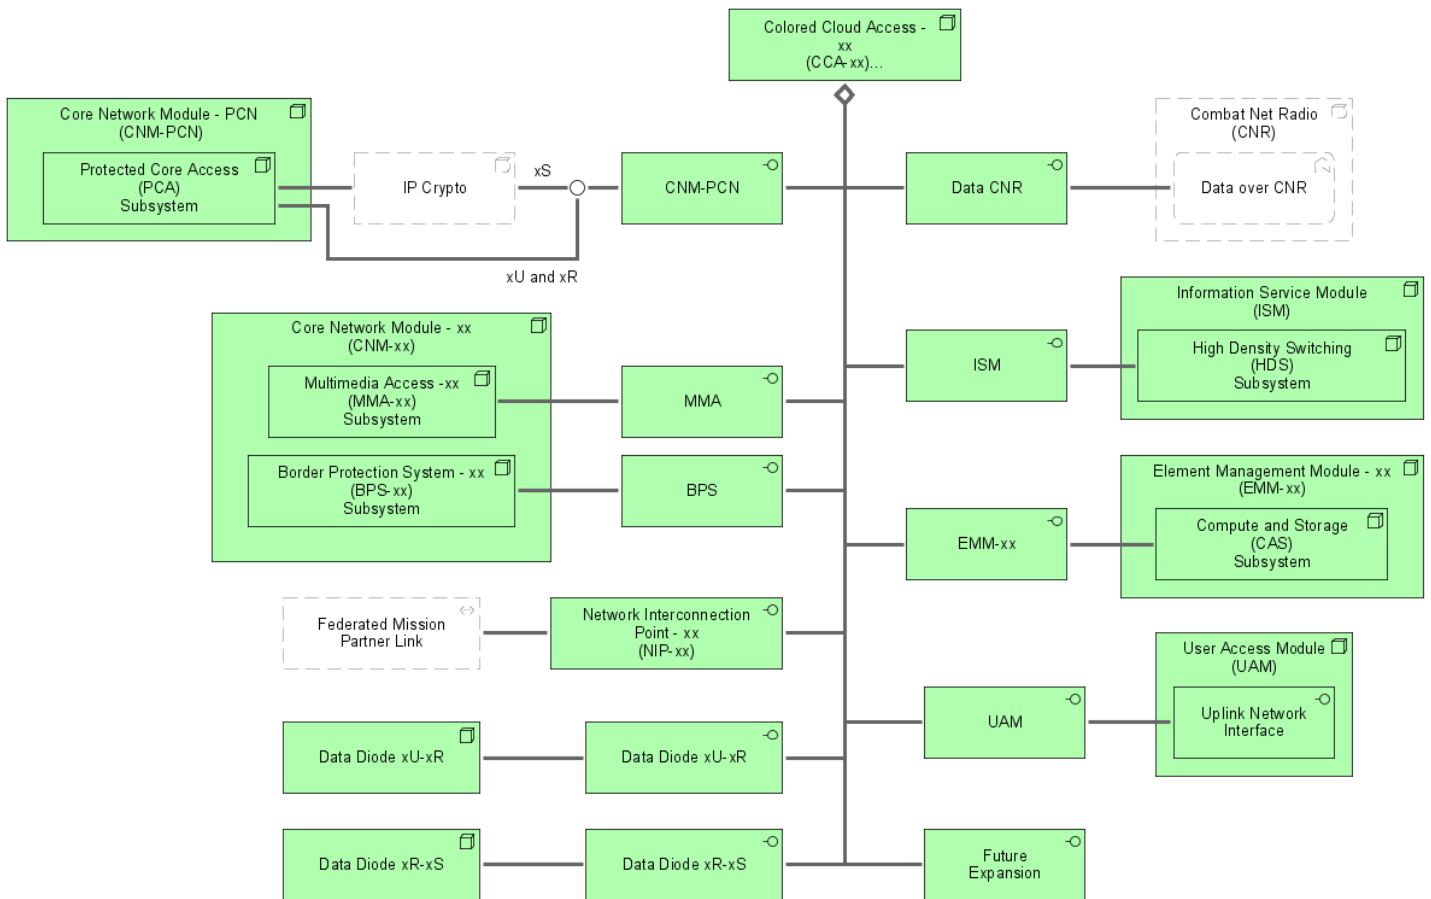 Colored Cloud Access -
xx
(CCA-xx)...
Core Network Module - PCN
(CNM-PCN)
Protected Core Access
(PCA)
Subsystem
IP Crypto
xS
CNM-PCN
Data CNR
Combat Net Radio
(CNR)
Data over CNR
xU and xR
Core Network Module - xx
(CNM-xx)
Multimedia Access -xx
(MMA-xx)
Subsystem
MMA
Border Protection System - xx
(BPS-xx)
Subsystem
BPS
ISM
Information Service Module
(ISM)
High Density Switching
(HDS)
Subsystem
EMM-xx
Element Management Module - xx
(EMM-xx)
Compute and Storage
(CAS)
Subsystem
Federated Mission
Partner Link
Network Interconnection
Point - xx
(NIP-xx)
UAM
User Access Module
(UAM)
Uplink Network
Interface
Data Diode xU-xR
Data Diode xU-xR
Data Diode xR-xS
Data Diode xR-xS
Future
Expansion